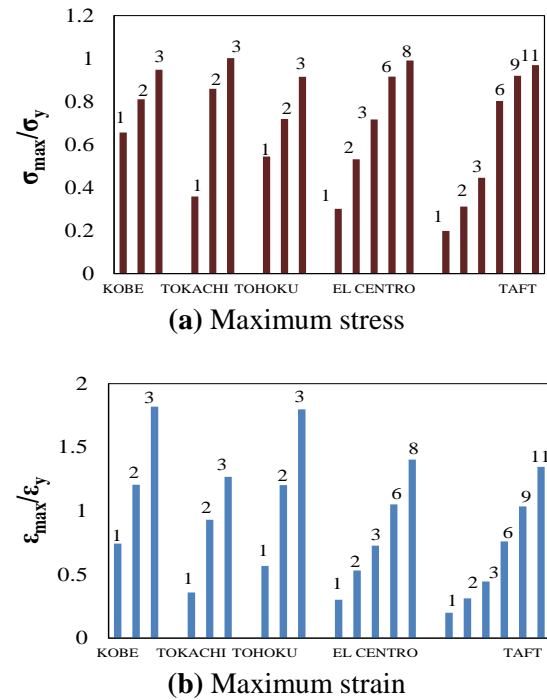 1.2
1
0.8
0.6
0.4
0.2
0
σmax/σy
1 2 3
1 2 3
1 2 3
1 2 3 6 8
1 2 3 6 9 11
KOBE TOKACHI TOHOKU EL CENTRO TAFT
(a) Maximum stress
2
1.5
1
0.5
0
εmax/εy
1 2 3
1 2 3
1 2 3
1 2 3 6 8
1 2 3 6 9 11
KOBE TOKACHI TOHOKU EL CENTRO TAFT
(b) Maximum strain